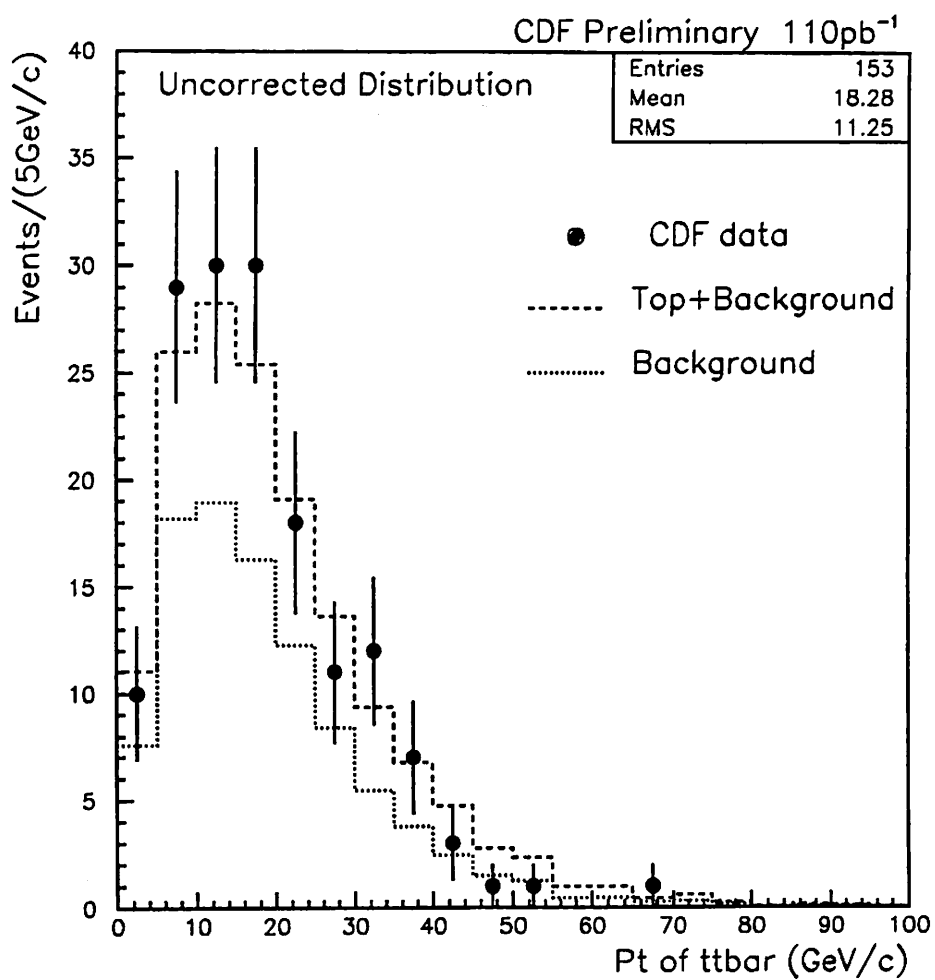 CDF Preliminary 110pb⁻¹
Uncorrected Distribution
Entries 153
Mean 18.28
RMS 11.25
Events/(5GeV/c)
40
35
30
25
20
15
10
5
0
CDF data
Top+Background
Background
0 10 20 30 40 50 60 70 80 90 100
Pt of ttbar (GeV/c)